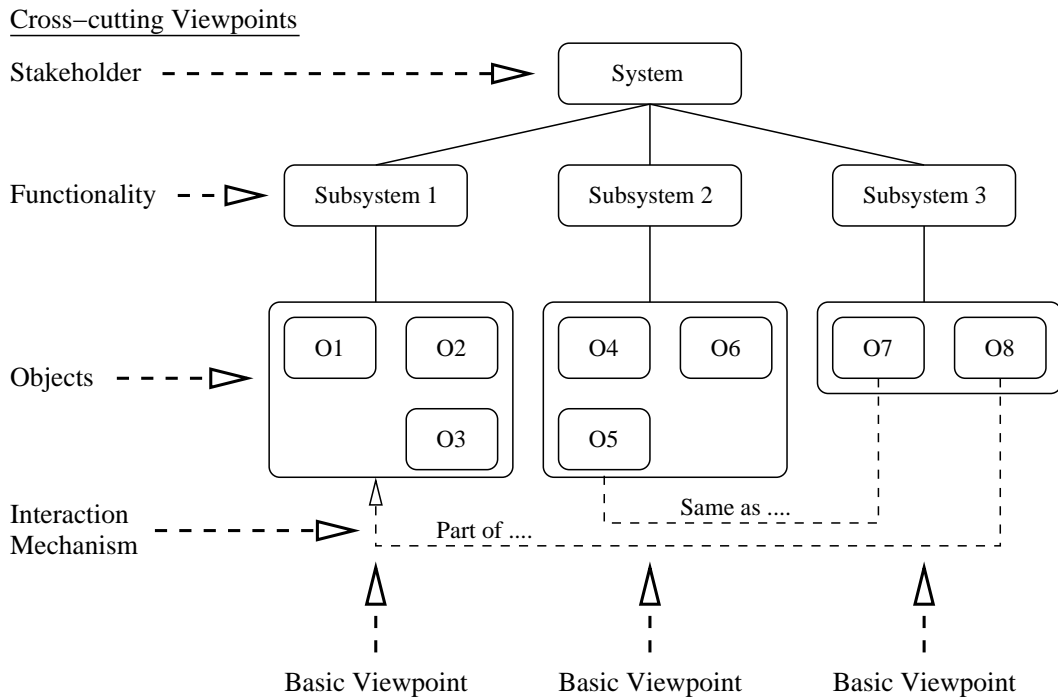 Cross-cutting Viewpoints
Stakeholder
System
Functionality
Subsystem 1
Subsystem 2
Subsystem 3
Objects
O1
O2
O3
O4
O6
O5
O7
O8
Interaction
Mechanism
Part of ....
Same as ....
Basic Viewpoint
Basic Viewpoint
Basic Viewpoint